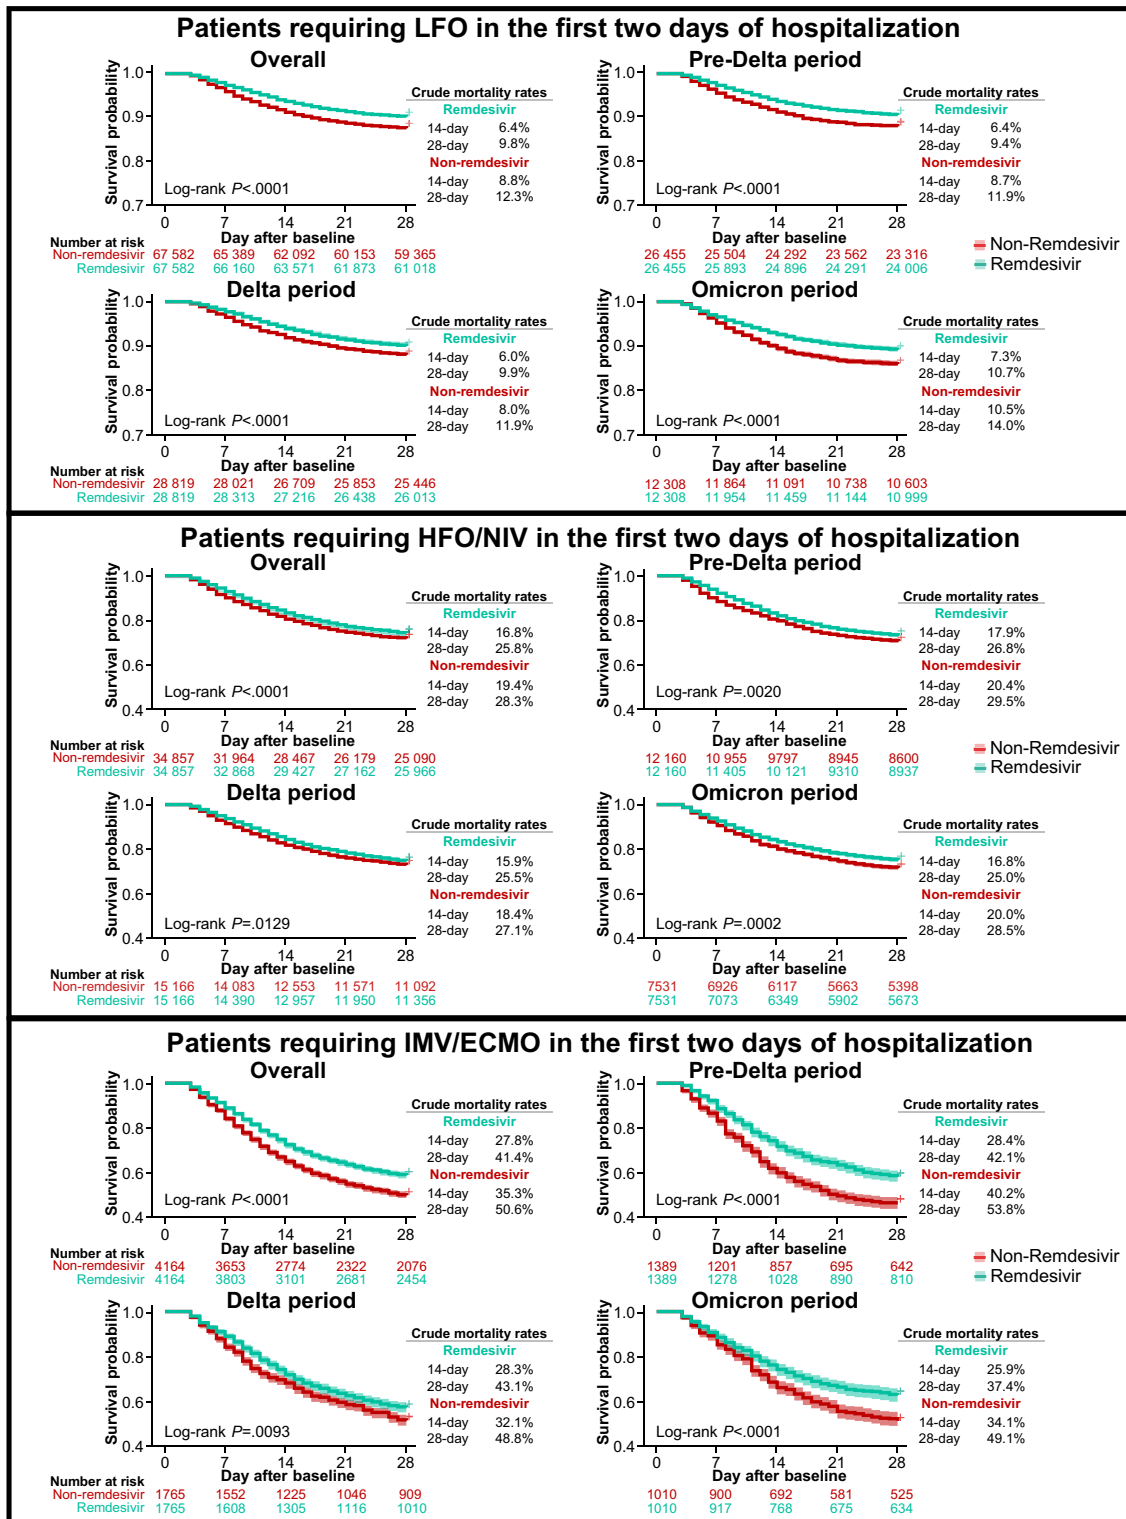 Patients requiring LFO in the first two days of hospitalization
Overall
Survival probability
1.0
0.9
0.8
0.7
Log-rank P<.0001
0 7 14 21 28
Day after baseline
Crude mortality rates
Remdesivir
14-day 6.4%
28-day 9.8%
Non-remdesivir
14-day 8.8%
28-day 12.3%
Number at risk
Non-remdesivir 67 582 65 389 62 092 60 153 59 365
Remdesivir 67 582 66 160 63 571 61 873 61 018
Pre-Delta period
Survival probability
1.0
0.9
0.8
0.7
Log-rank P<.0001
0 7 14 21 28
Day after baseline
Crude mortality rates
Remdesivir
14-day 6.4%
28-day 9.4%
Non-remdesivir
14-day 8.7%
28-day 11.9%
26 455 25 504 24 292 23 562 23 316
26 455 25 893 24 896 24 291 24 006
Non-Remdesivir
Remdesivir
Delta period
Survival probability
1.0
0.9
0.8
0.7
Log-rank P<.0001
0 7 14 21 28
Day after baseline
Crude mortality rates
Remdesivir
14-day 6.0%
28-day 9.9%
Non-remdesivir
14-day 8.0%
28-day 11.9%
Number at risk
Non-remdesivir 28 819 28 021 26 709 25 853 25 446
Remdesivir 28 819 28 313 27 216 26 438 26 013
Omicron period
Survival probability
1.0
0.9
0.8
0.7
Log-rank P<.0001
0 7 14 21 28
Day after baseline
Crude mortality rates
Remdesivir
14-day 7.3%
28-day 10.7%
Non-remdesivir
14-day 10.5%
28-day 14.0%
12 308 11 864 11 091 10 738 10 603
12 308 11 954 11 459 11 144 10 999
Patients requiring HFO/NIV in the first two days of hospitalization
Overall
Survival probability
1.0
0.8
0.6
0.4
Log-rank P<.0001
0 7 14 21 28
Day after baseline
Crude mortality rates
Remdesivir
14-day 16.8%
28-day 25.8%
Non-remdesivir
14-day 19.4%
28-day 28.3%
Number at risk
Non-remdesivir 34 857 31 964 28 467 26 179 25 090
Remdesivir 34 857 32 868 29 427 27 162 25 966
Pre-Delta period
Survival probability
1.0
0.8
0.6
0.4
Log-rank P=.0020
0 7 14 21 28
Day after baseline
Crude mortality rates
Remdesivir
14-day 17.9%
28-day 26.8%
Non-remdesivir
14-day 20.4%
28-day 29.5%
12 160 10 955 9797 8945 8600
12 160 11 405 10 121 9310 8937
Non-Remdesivir
Remdesivir
Delta period
Survival probability
1.0
0.8
0.6
0.4
Log-rank P=.0129
0 7 14 21 28
Day after baseline
Crude mortality rates
Remdesivir
14-day 15.9%
28-day 25.5%
Non-remdesivir
14-day 18.4%
28-day 27.1%
Number at risk
Non-remdesivir 15 166 14 083 12 553 11 571 11 092
Remdesivir 15 166 14 390 12 957 11 950 11 356
Omicron period
Survival probability
1.0
0.8
0.6
0.4
Log-rank P=.0002
0 7 14 21 28
Day after baseline
Crude mortality rates
Remdesivir
14-day 16.8%
28-day 25.0%
Non-remdesivir
14-day 20.0%
28-day 28.5%
7531 6926 6117 5663 5398
7531 7073 6349 5902 5673
Patients requiring IMV/ECMO in the first two days of hospitalization
Overall
Survival probability
1.0
0.8
0.6
0.4
Log-rank P<.0001
0 7 14 21 28
Day after baseline
Crude mortality rates
Remdesivir
14-day 27.8%
28-day 41.4%
Non-remdesivir
14-day 35.3%
28-day 50.6%
Number at risk
Non-remdesivir 4164 3653 2774 2322 2076
Remdesivir 4164 3803 3101 2681 2454
Pre-Delta period
Survival probability
1.0
0.8
0.6
0.4
Log-rank P<.0001
0 7 14 21 28
Day after baseline
Crude mortality rates
Remdesivir
14-day 28.4%
28-day 42.1%
Non-remdesivir
14-day 40.2%
28-day 53.8%
1389 1201 857 695 642
1389 1278 1028 890 810
Non-Remdesivir
Remdesivir
Delta period
Survival probability
1.0
0.8
0.6
0.4
Log-rank P=.0093
0 7 14 21 28
Day after baseline
Crude mortality rates
Remdesivir
14-day 28.3%
28-day 43.1%
Non-remdesivir
14-day 32.1%
28-day 48.8%
Number at risk
Non-remdesivir 1765 1552 1225 1046 909
Remdesivir 1765 1608 1305 1116 1010
Omicron period
Survival probability
1.0
0.8
0.6
0.4
Log-rank P<.0001
0 7 14 21 28
Day after baseline
Crude mortality rates
Remdesivir
14-day 25.9%
28-day 37.4%
Non-remdesivir
14-day 34.1%
28-day 49.1%
1010 900 692 581 525
1010 917 768 675 634